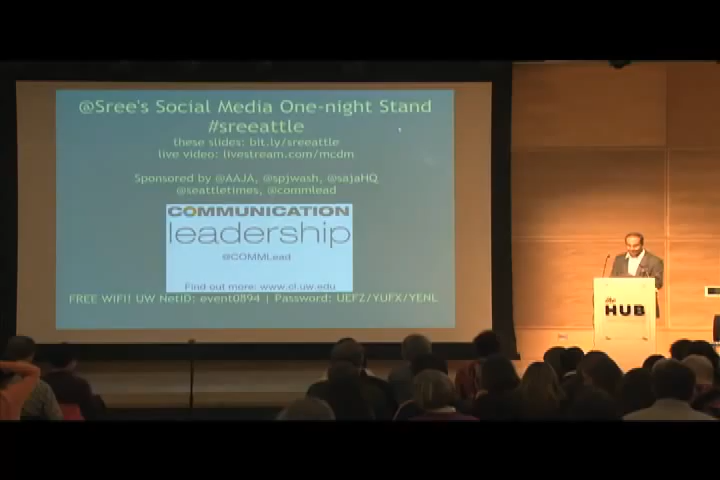 @Sree's Social Media One-night Stand
#sreeattle
these slides: bit.ly/sreeattle
live video: livestream.com/mcdm
Sponsored by @AAJA, @spjwash, @sajaHQ
@seattletimes, @commlead
COMMUNICATION
leadership
@COMMLead
Find out more: www.cl.uw.edu
FREE WIFI! UW NetID: event0894 | Password: UEFZ/YUFX/YENL
the
HUB